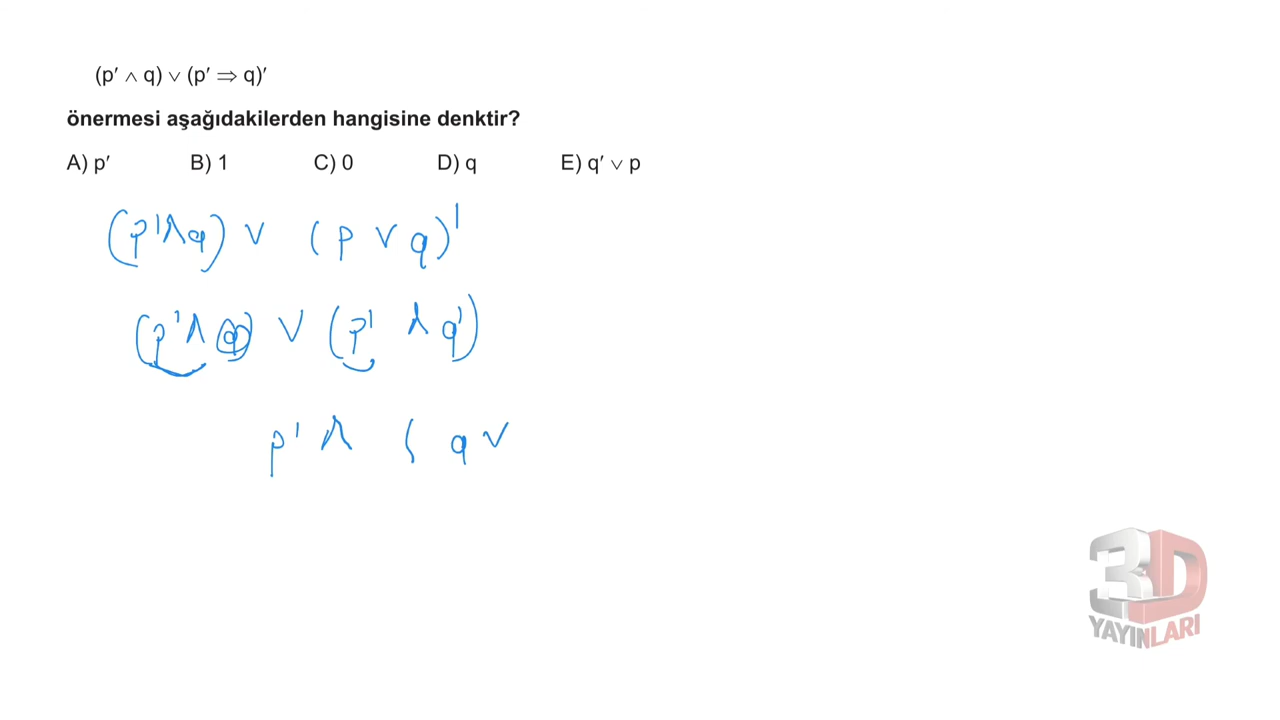 (p′ ∧ q) ∨ (p′ ⇒ q)′
önermesi aşağıdakilerden hangisine denktir?
A) p′ B) 1 C) 0 D) q E) q′ ∨ p
(p'∧q) ∨ (p ∨ q)'
(p'∧q) ∨ (p' ∧ q')
p' ∧ ( q ∨
3D
YAYINLARI